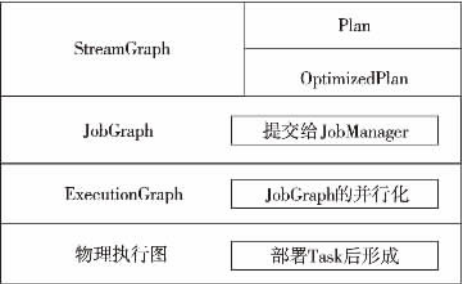 Plan
StreamGraph
OptimizedPlan
JobGraph
提交给JobManager
ExecutionGraph
JobGraph的并行化
物理执行图
部署Task后形成